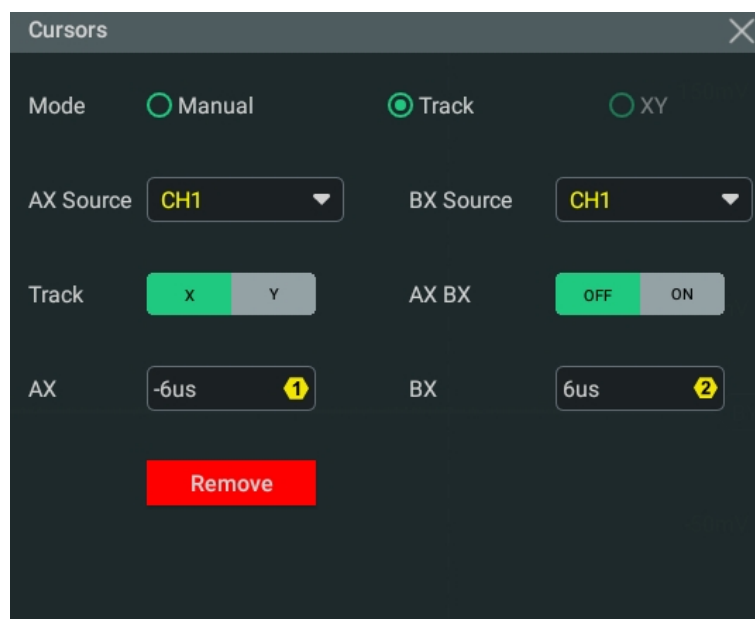 Cursors
Mode Manual Track XY
AX Source CH1 BX Source CH1
Track X Y AX BX OFF ON
AX -6us 1 BX 6us 2
Remove